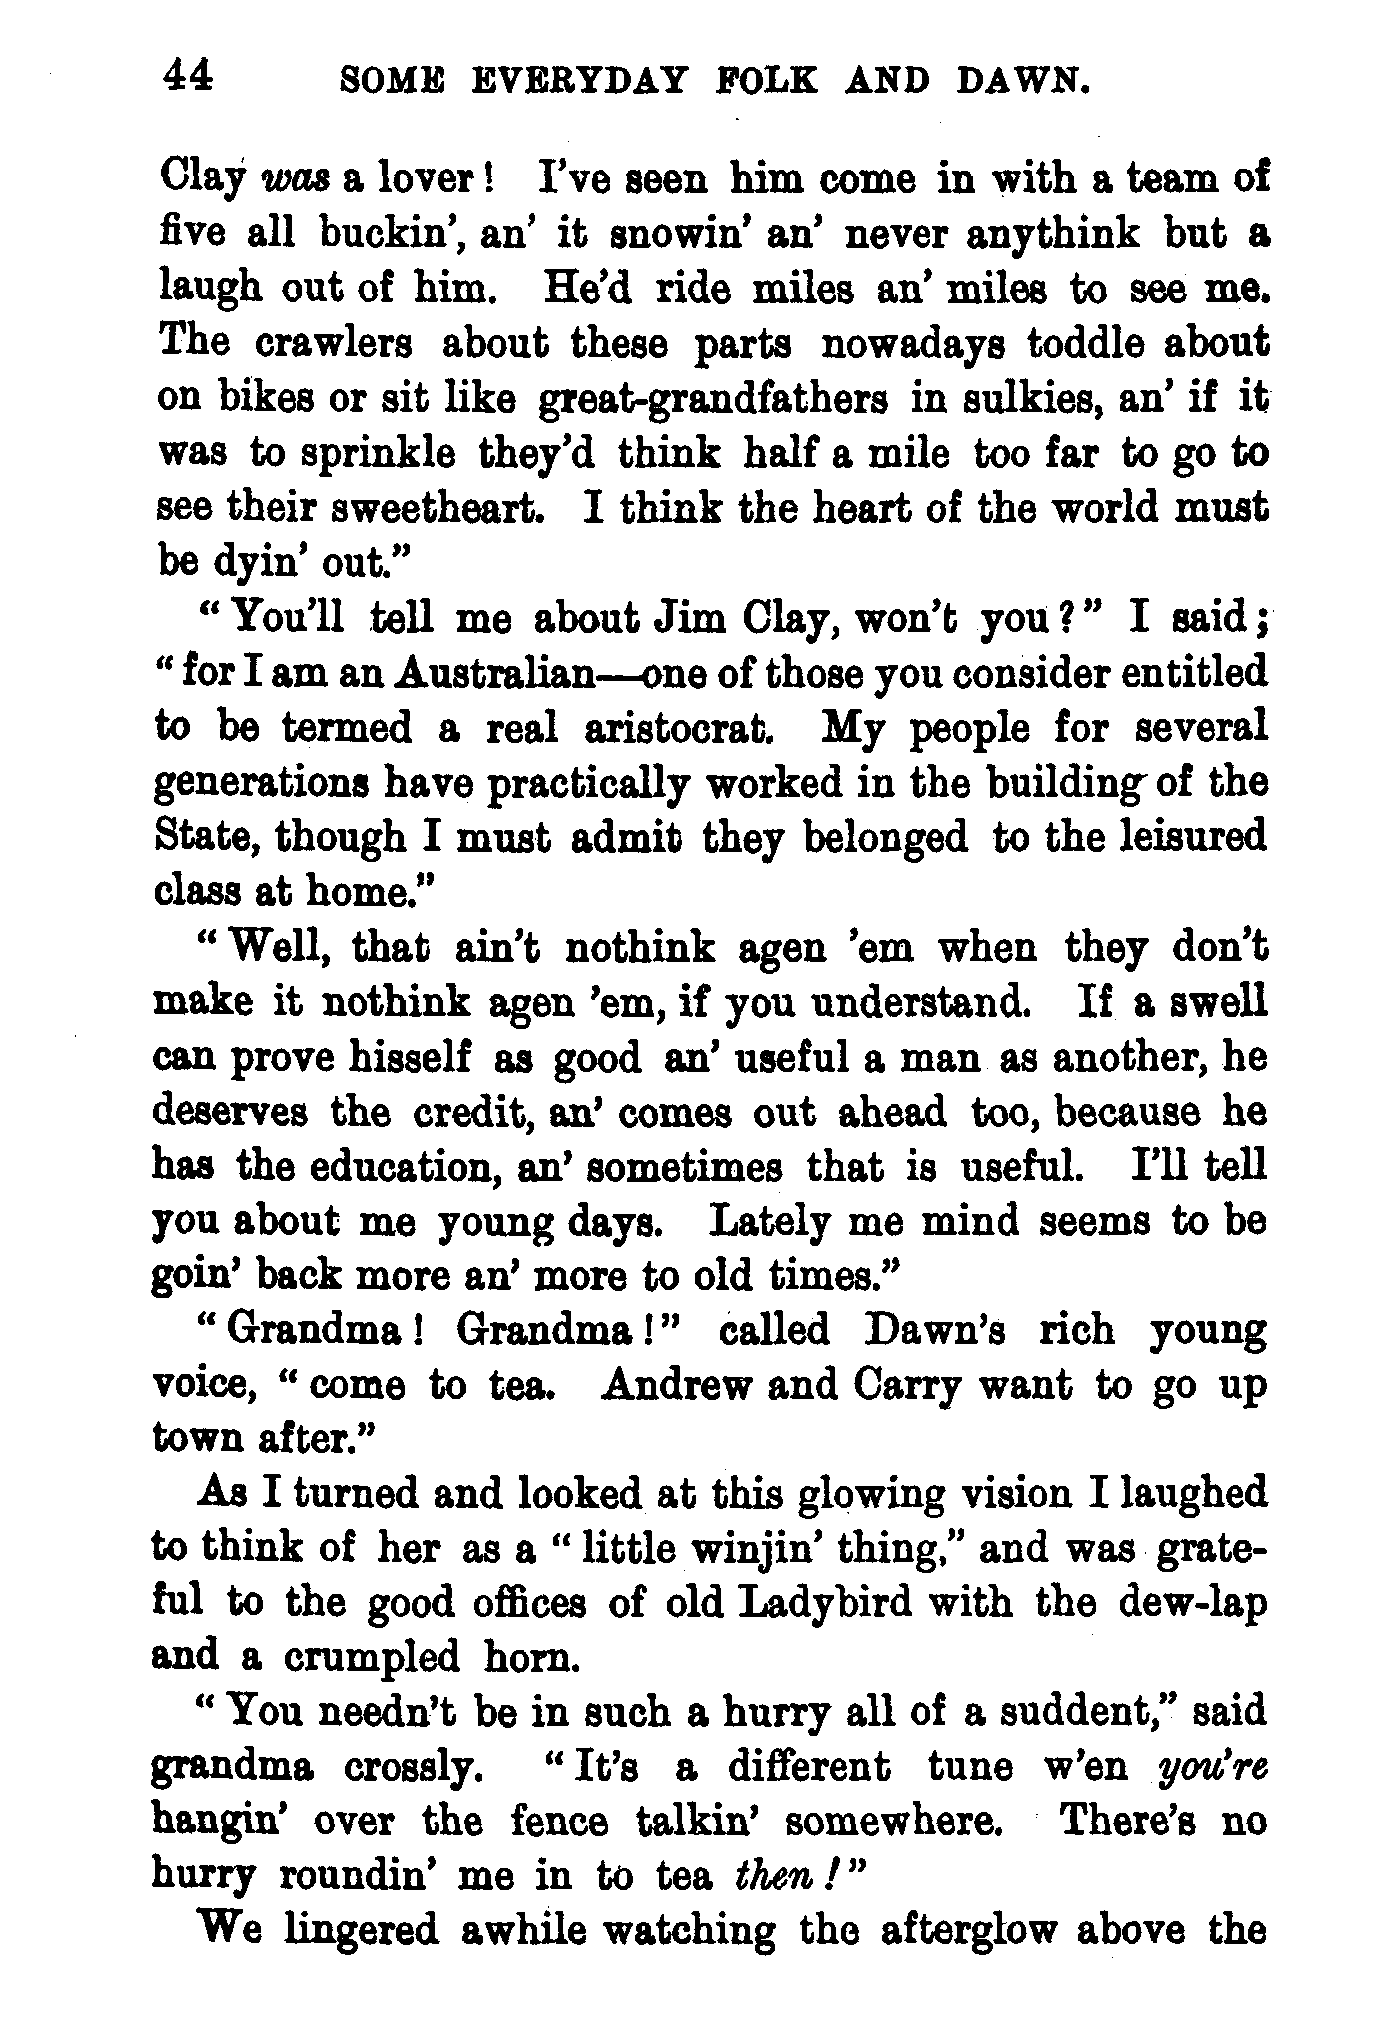 44 SOME EVERYDAY FOLK AND DAWN.
Clay was a lover! I've seen him come in with a team of
five all buckin', an' it snowin' an' never anythink but a
laugh out of him. He'd ride miles an' miles to see me.
The crawlers about these parts nowadays toddle about
on bikes or sit like great-grandfathers in sulkies, an' if it
was to sprinkle they'd think half a mile too far to go to
see their sweetheart. I think the heart of the world must
be dyin' out."
"You'll tell me about Jim Clay, won't you?" I said;
"for I am an Australian—one of those you consider entitled
to be termed a real aristocrat. My people for several
generations have practically worked in the building of the
State, though I must admit they belonged to the leisured
class at home."
"Well, that ain't nothink agen 'em when they don't
make it nothink agen 'em, if you understand. If a swell
can prove hisself as good an' useful a man as another, he
deserves the credit, an' comes out ahead too, because he
has the education, an' sometimes that is useful. I'll tell
you about me young days. Lately me mind seems to be
goin' back more an' more to old times."
"Grandma! Grandma!" called Dawn's rich young
voice, "come to tea. Andrew and Carry want to go up
town after."
As I turned and looked at this glowing vision I laughed
to think of her as a "little winjin' thing," and was grate-
ful to the good offices of old Ladybird with the dew-lap
and a crumpled horn.
"You needn't be in such a hurry all of a suddent," said
grandma crossly. "It's a different tune w'en you're
hangin' over the fence talkin' somewhere. There's no
hurry roundin' me in to tea then!"
We lingered awhile watching the afterglow above the